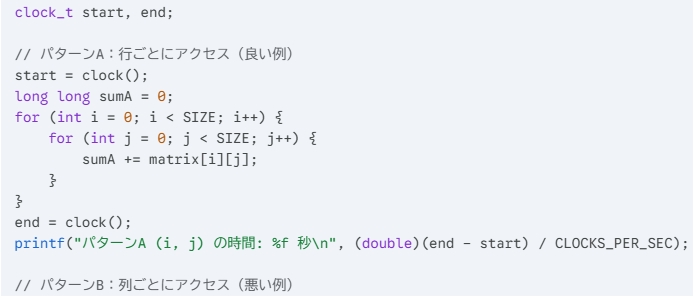 clock_t start, end;

// パターンA：行ごとにアクセス（良い例）
start = clock();
long long sumA = 0;
for (int i = 0; i < SIZE; i++) {
    for (int j = 0; j < SIZE; j++) {
        sumA += matrix[i][j];
    }
}
end = clock();
printf("パターンA (i, j) の時間: %f 秒\n", (double)(end - start) / CLOCKS_PER_SEC);

// パターンB：列ごとにアクセス（悪い例）